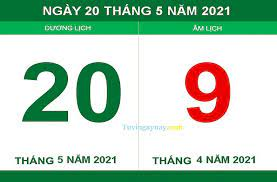 NGÀY 20 THÁNG 5 NĂM 2021
DƯƠNG LỊCH
ÂM LỊCH
20
9
Tuvingaynay.com
THÁNG 5 NĂM 2021
THÁNG 4 NĂM 2021